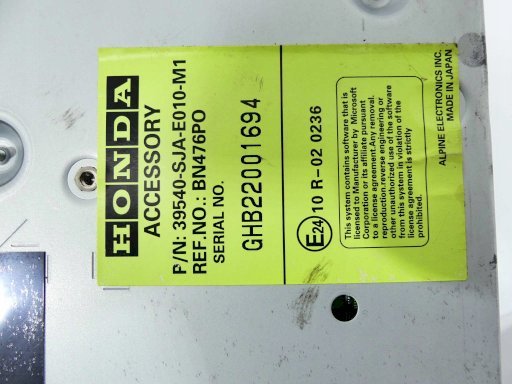 HONDA
ACCESSORY
P/N: 39540-SJA-E010-M1
REF.NO.: BN476PO
SERIAL NO.
GHB22001694
E24 10 R-02 0236
This system contains software that is
licensed to Manufacturer by Microsoft
Corporation or its affiliate pursuant
to a license agreement.Any removal.
reproduction,reverse engineering or
other unauthorized use of the software
from this system in violation of the
license agreement is strictly
prohibited.
ALPINE ELECTRONICS INC.
MADE IN JAPAN